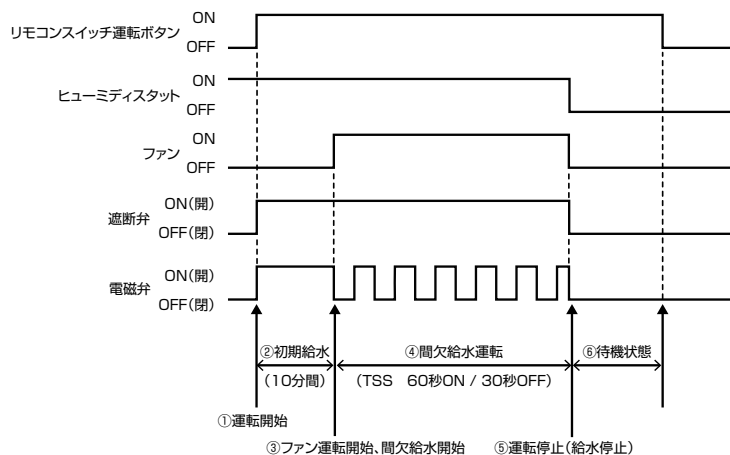 リモコンスイッチ運転ボタン
ON
OFF
ヒューミディスタット
ON
OFF
ファン
ON
OFF
遮断弁
ON(開)
OFF(閉)
電磁弁
ON(開)
OFF(閉)
②初期給水
(10分間)
④間欠給水運転
(TSS 60秒ON / 30秒OFF)
⑥待機状態
①運転開始
③ファン運転開始、間欠給水開始
⑤運転停止(給水停止)